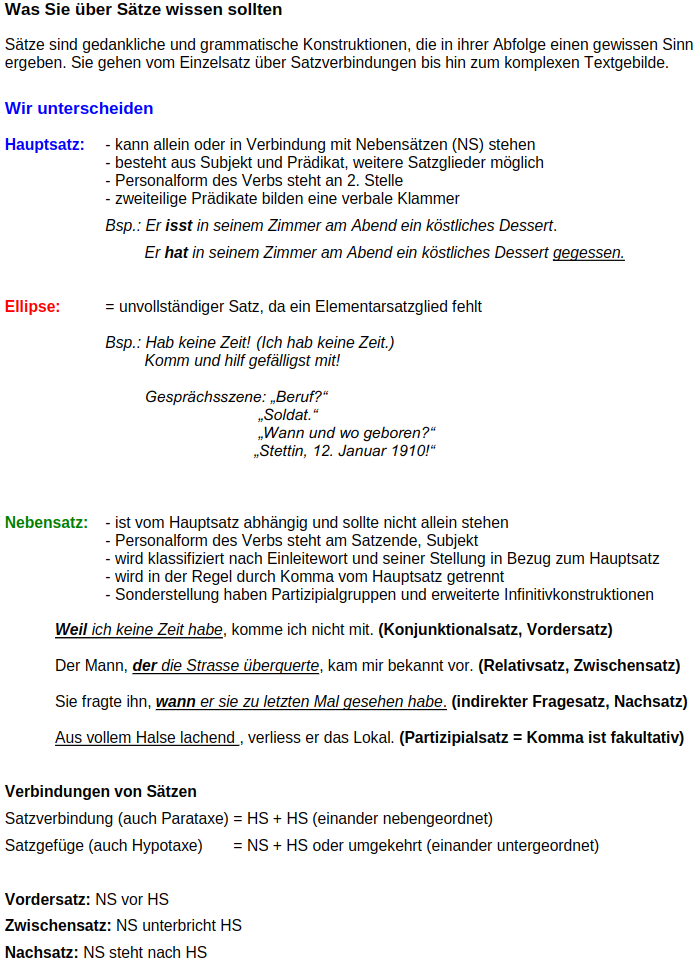 Was Sie über Sätze wissen sollten
Sätze sind gedankliche und grammatische Konstruktionen, die in ihrer Abfolge einen gewissen Sinn
ergeben. Sie gehen vom Einzelsatz über Satzverbindungen bis hin zum komplexen Textgebilde.
Wir unterscheiden
Hauptsatz: - kann allein oder in Verbindung mit Nebensätzen (NS) stehen
- besteht aus Subjekt und Prädikat, weitere Satzglieder möglich
- Personalform des Verbs steht an 2. Stelle
- zweiteilige Prädikate bilden eine verbale Klammer
Bsp.: Er isst in seinem Zimmer am Abend ein köstliches Dessert.
Er hat in seinem Zimmer am Abend ein köstliches Dessert gegessen.
Ellipse: = unvollständiger Satz, da ein Elementarsatzglied fehlt
Bsp.: Hab keine Zeit! (Ich hab keine Zeit.)
Komm und hilf gefälligst mit!
Gesprächsszene: „Beruf?“
„Soldat.“
„Wann und wo geboren?“
„Stettin, 12. Januar 1910!“
Nebensatz: - ist vom Hauptsatz abhängig und sollte nicht allein stehen
- Personalform des Verbs steht am Satzende, Subjekt
- wird klassifiziert nach Einleitewort und seiner Stellung in Bezug zum Hauptsatz
- wird in der Regel durch Komma vom Hauptsatz getrennt
- Sonderstellung haben Partizipialgruppen und erweiterte Infinitivkonstruktionen
Weil ich keine Zeit habe, komme ich nicht mit. (Konjunktionalsatz, Vordersatz)
Der Mann, der die Strasse überquerte, kam mir bekannt vor. (Relativsatz, Zwischensatz)
Sie fragte ihn, wann er sie zu letzten Mal gesehen habe. (indirekter Fragesatz, Nachsatz)
Aus vollem Halse lachend , verliess er das Lokal. (Partizipialsatz = Komma ist fakultativ)
Verbindungen von Sätzen
Satzverbindung (auch Parataxe) = HS + HS (einander nebengeordnet)
Satzgefüge (auch Hypotaxe) = NS + HS oder umgekehrt (einander untergeordnet)
Vordersatz: NS vor HS
Zwischensatz: NS unterbricht HS
Nachsatz: NS steht nach HS